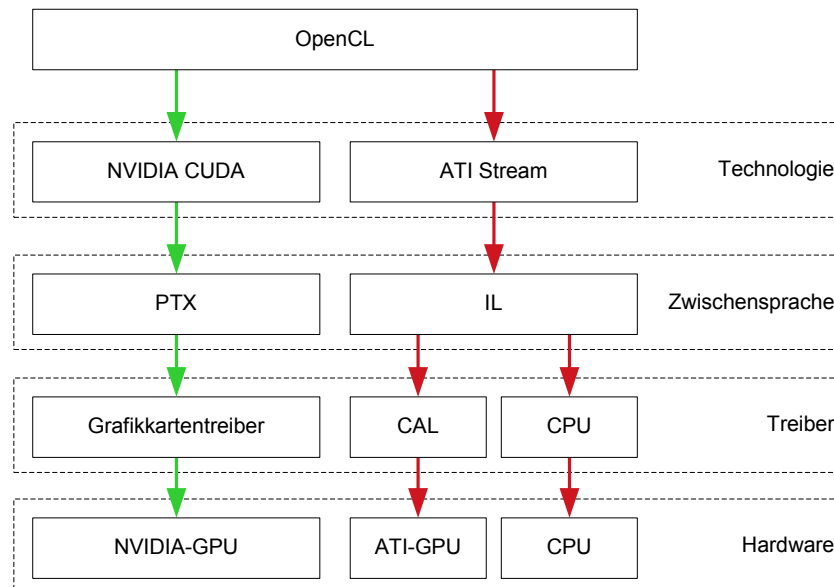 OpenCL
NVIDIA CUDA
ATI Stream
Technologie
PTX
IL
Zwischensprache
Grafikkartentreiber
CAL
CPU
Treiber
NVIDIA-GPU
ATI-GPU
CPU
Hardware